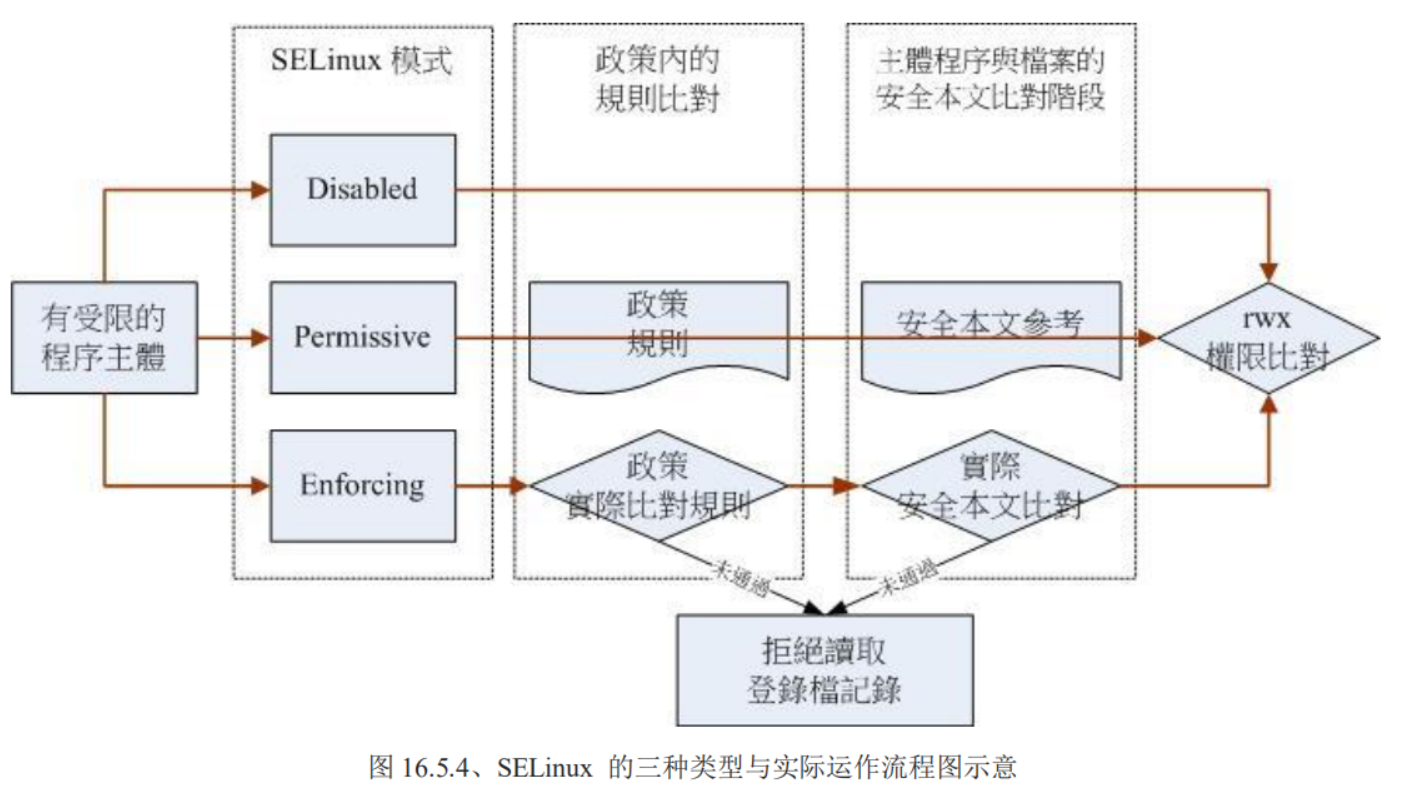 SELinux 模式
政策內的
規則比對
主體程序與檔案的
安全本文比對階段
Disabled
有受限的
程序主體
Permissive
政策
規則
安全本文參考
rwx
權限比對
Enforcing
政策
實際比對規則
實際
安全本文比對
未通過
未通過
拒絕讀取
登錄檔記錄
图 16.5.4、SELinux 的三种类型与实际运作流程图示意